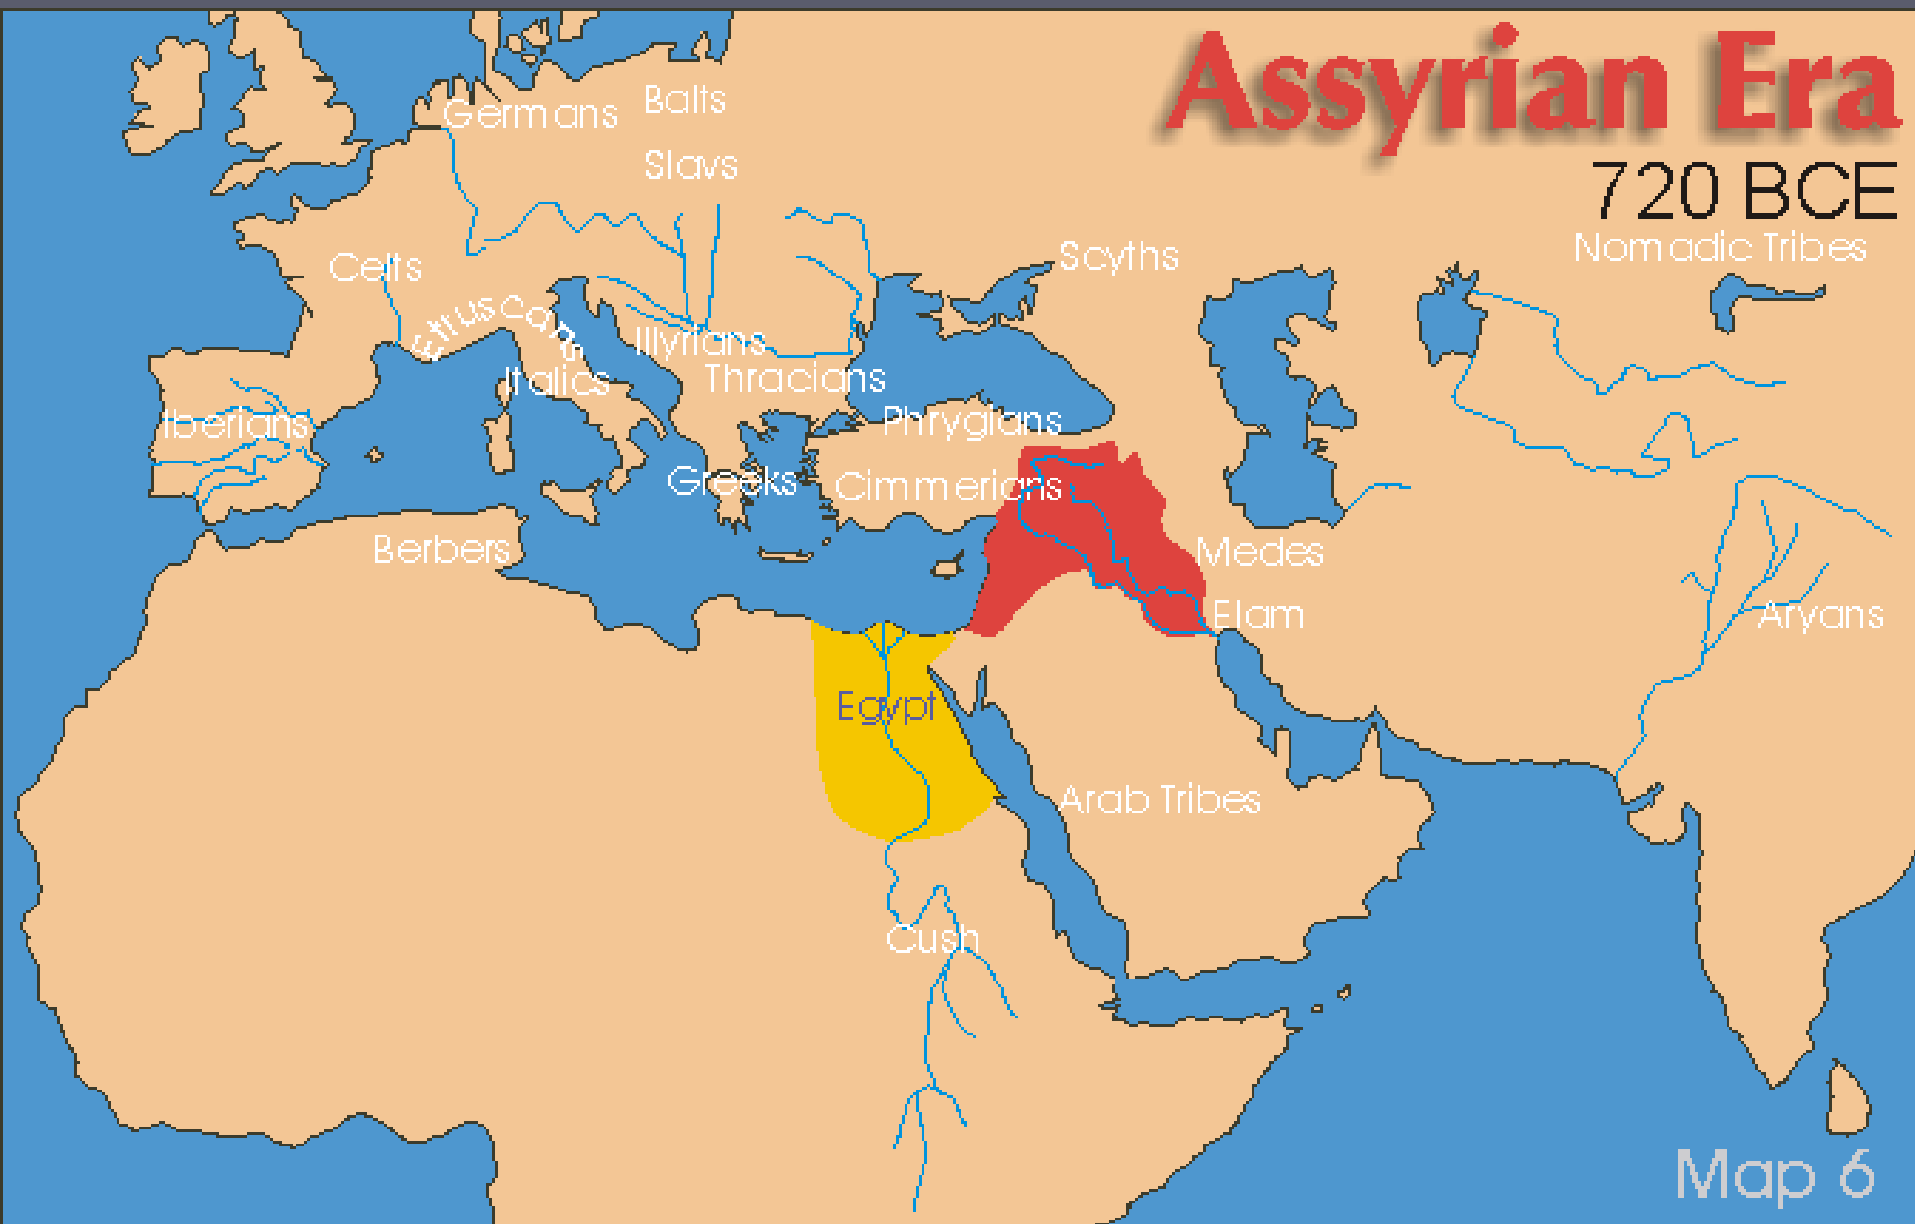 Assyrian Era
720 BCE
Nomadic Tribes
Germans
Balts
Slavs
Celts
Scyths
Etruscans
Illyrians
Italics
Thracians
Iberians
Phrygians
Greeks
Cimmerians
Berbers
Medes
Elam
Aryans
Egypt
Arab Tribes
Cush
Map 6